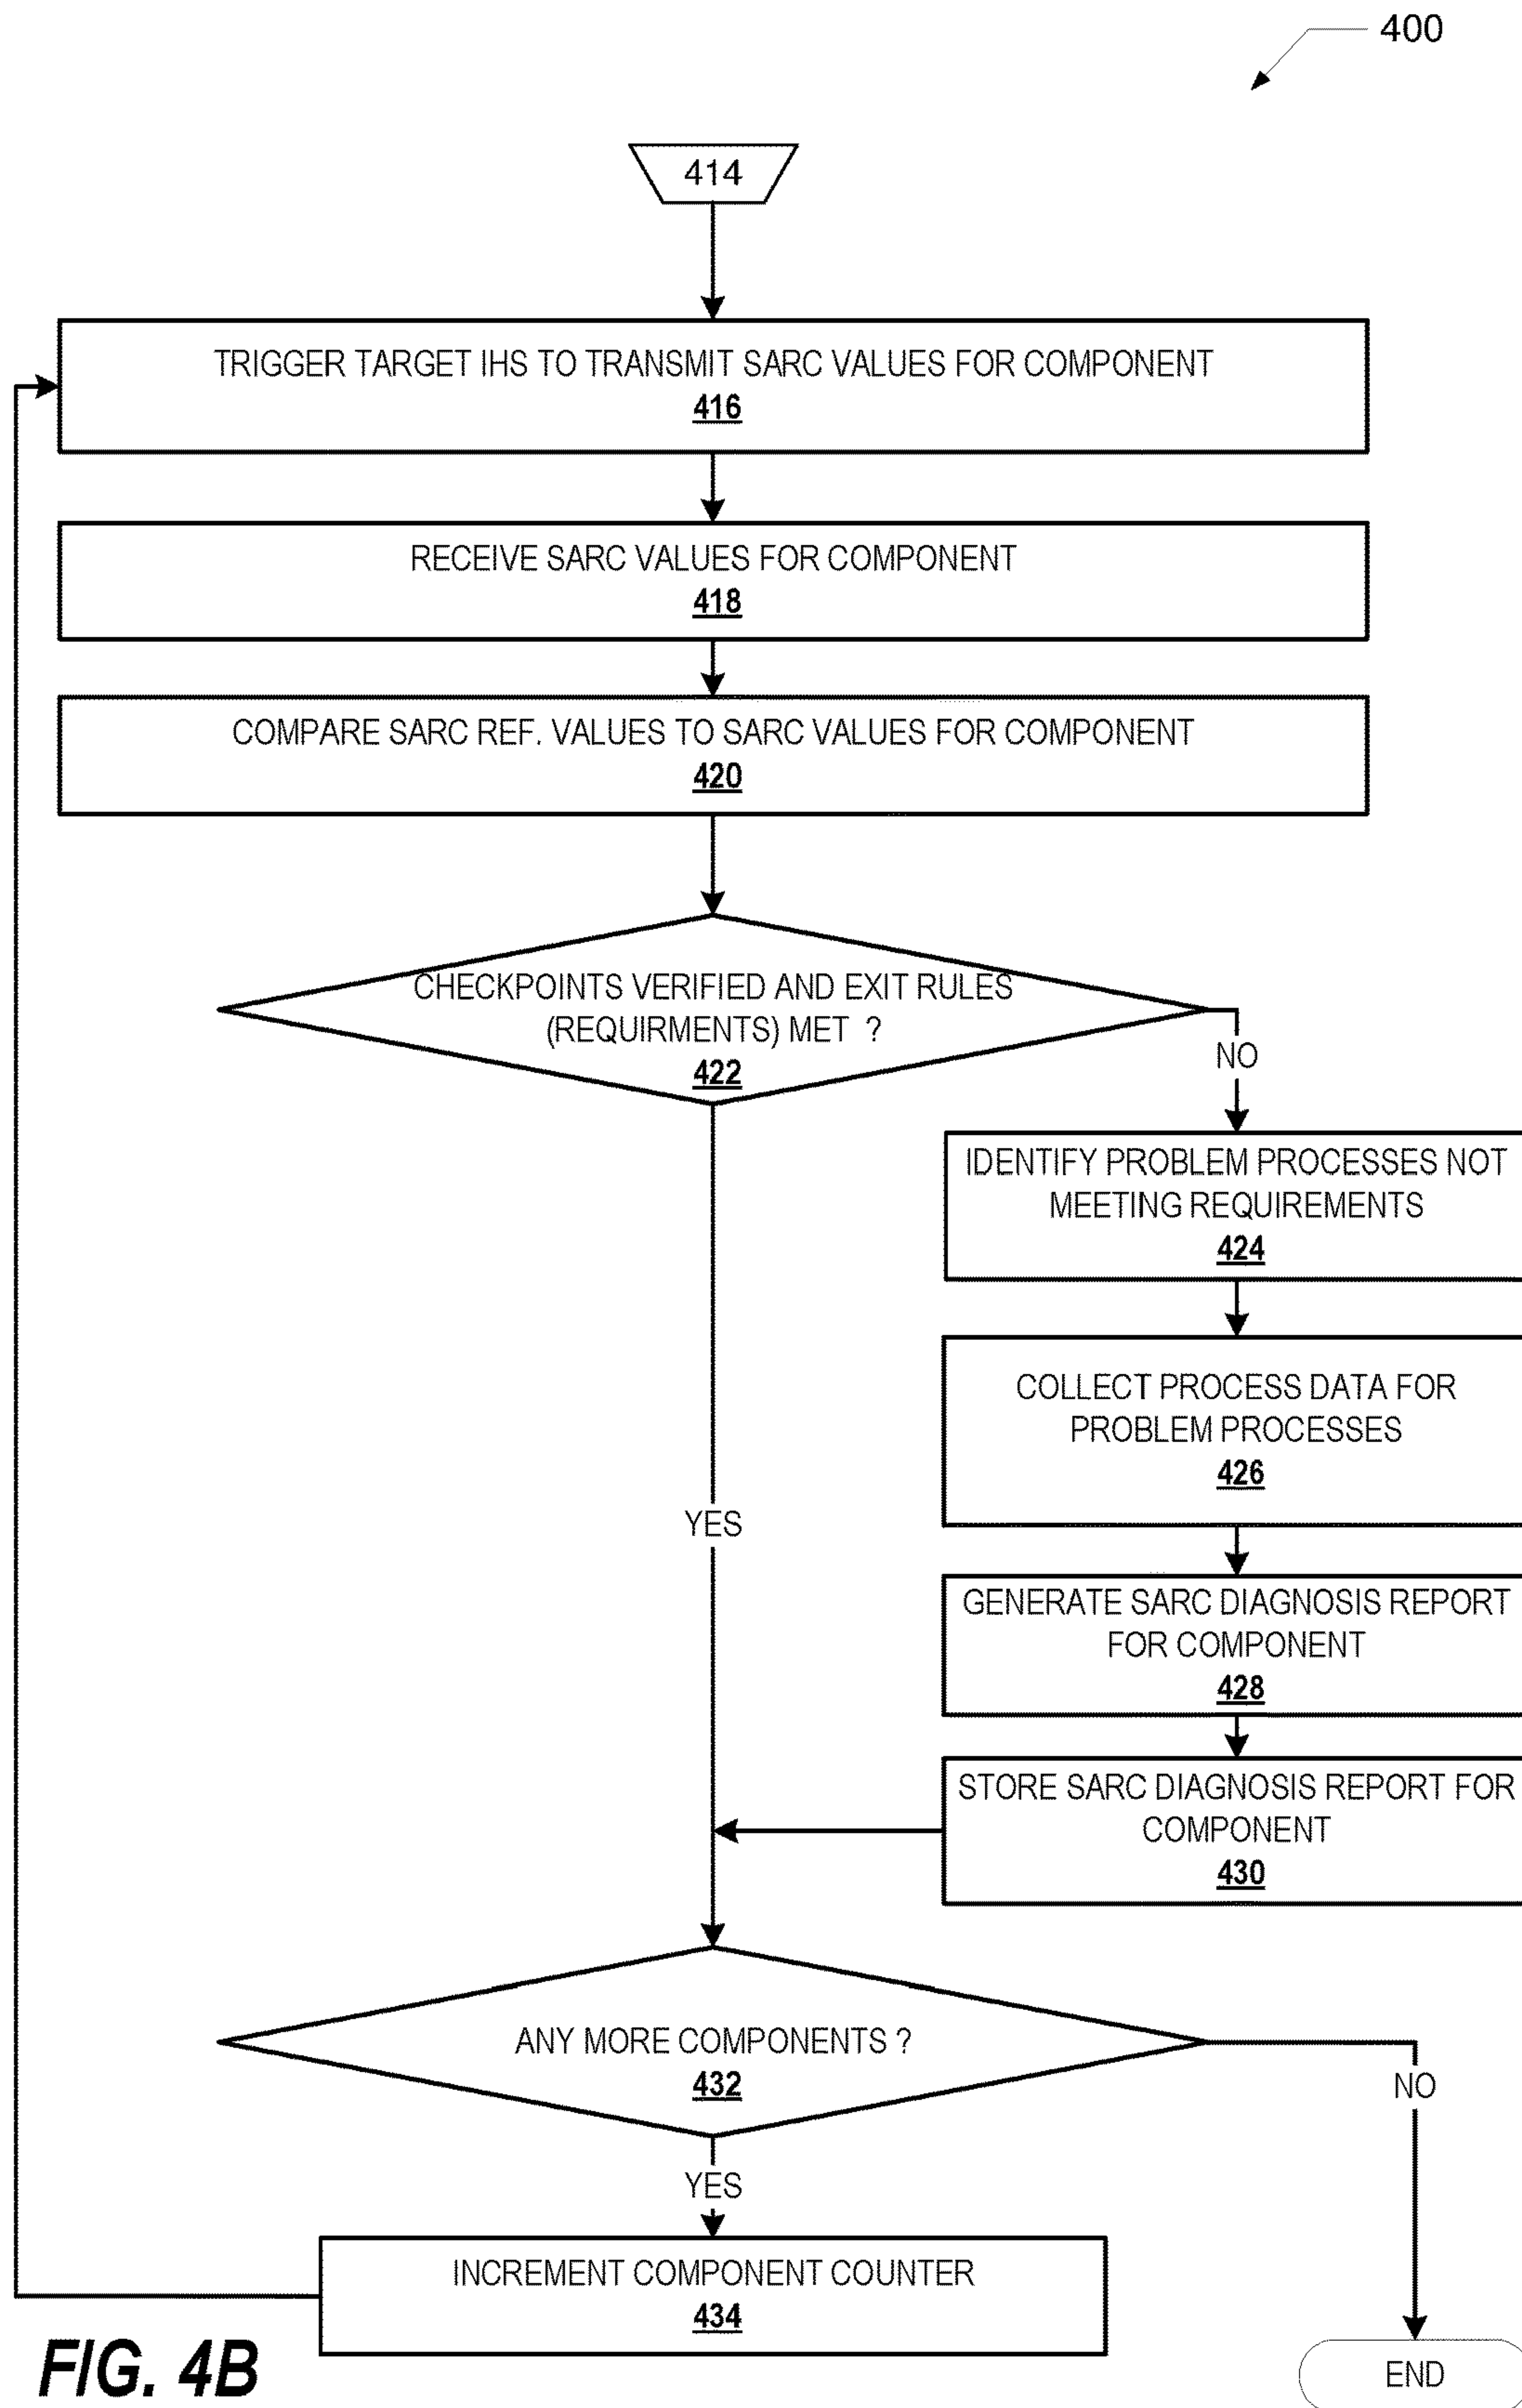 400
414
TRIGGER TARGET IHS TO TRANSMIT SARC VALUES FOR COMPONENT
416
RECEIVE SARC VALUES FOR COMPONENT
418
COMPARE SARC REF. VALUES TO SARC VALUES FOR COMPONENT
420
CHECKPOINTS VERIFIED AND EXIT RULES
(REQUIRMENTS) MET ?
422
NO
IDENTIFY PROBLEM PROCESSES NOT
MEETING REQUIREMENTS
424
COLLECT PROCESS DATA FOR
PROBLEM PROCESSES
426
YES
GENERATE SARC DIAGNOSIS REPORT
FOR COMPONENT
428
STORE SARC DIAGNOSIS REPORT FOR
COMPONENT
430
ANY MORE COMPONENTS ?
432
NO
YES
INCREMENT COMPONENT COUNTER
434
FIG. 4B
END